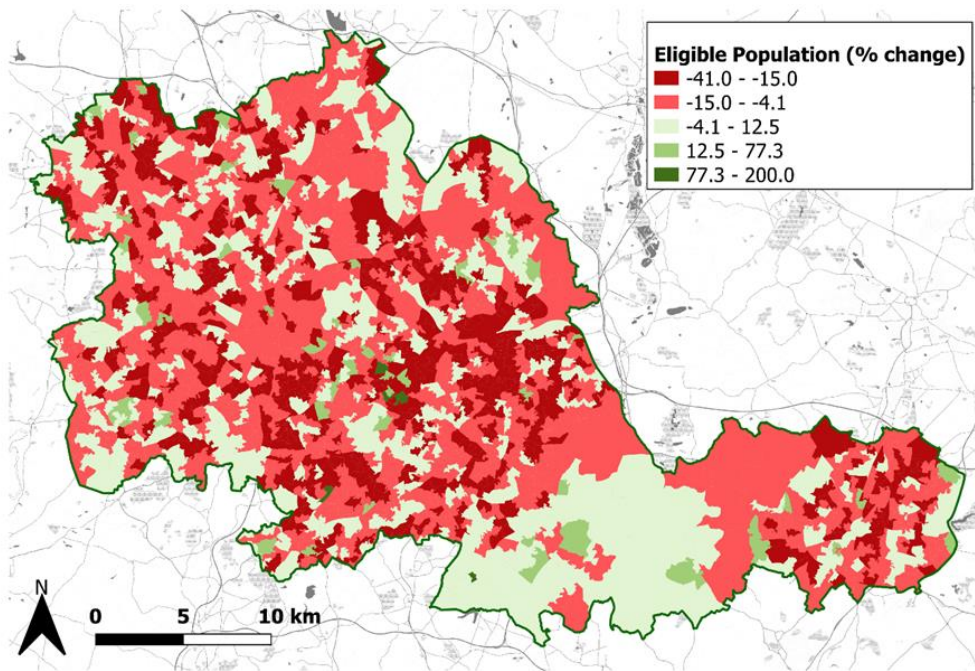 Eligible Population (% change)
-41.0 - -15.0
-15.0 - -4.1
-4.1 - 12.5
12.5 - 77.3
77.3 - 200.0
N
0 5 10 km